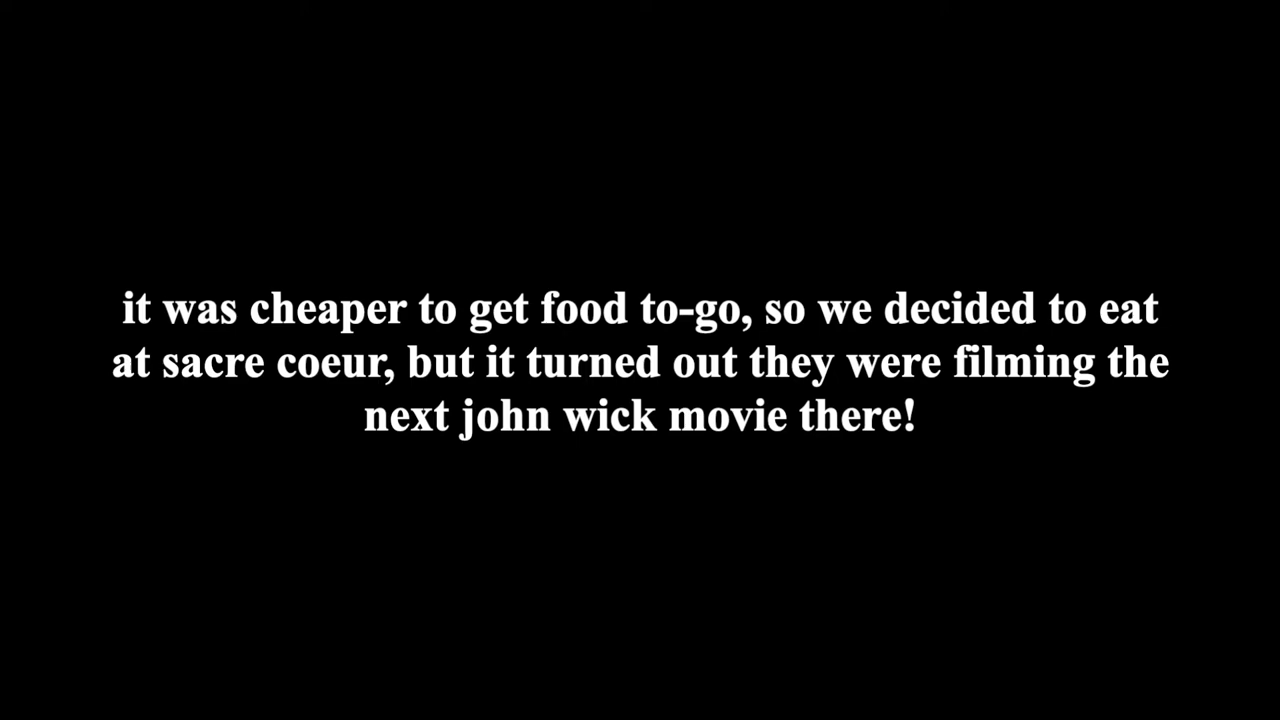 it was cheaper to get food to-go, so we decided to eat
at sacre coeur, but it turned out they were filming the
next john wick movie there!